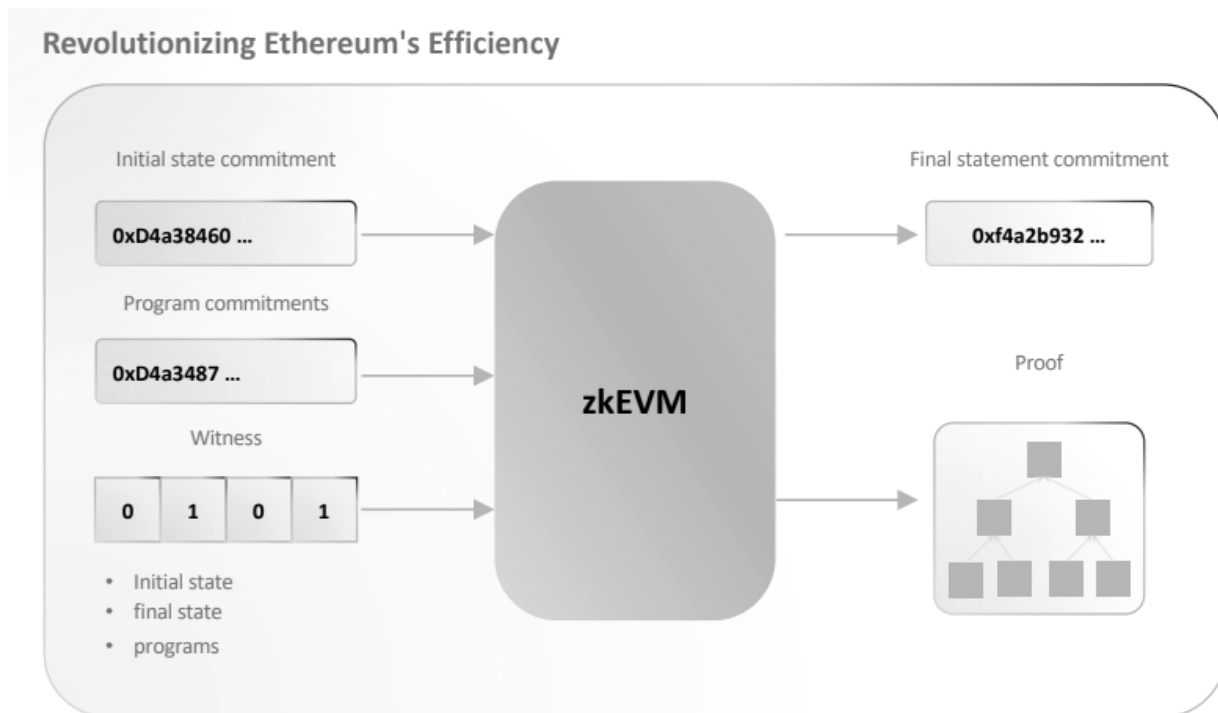 Revolutionizing Ethereum's Efficiency
Initial state commitment
0xD4a38460 ...
Program commitments
0xD4a3487 ...
Witness
0 1 0 1
• Initial state
• final state
• programs
zkEVM
Final statement commitment
0xf4a2b932 ...
Proof